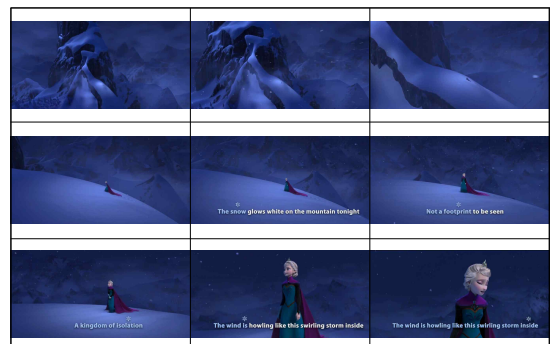 The snow glows white on the mountain tonight
Not a footprint to be seen
A kingdom of isolation
The wind is howling like this swirling storm inside
The wind is howling like this swirling storm inside